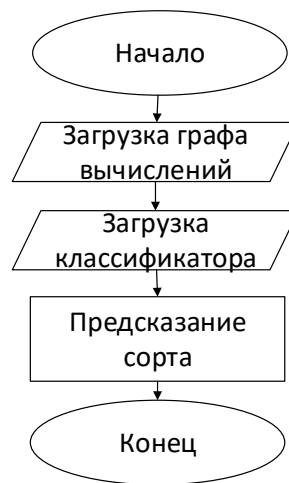 Начало
Загрузка графа
вычислений
Загрузка
классификатора
Предсказание
сорта
Конец